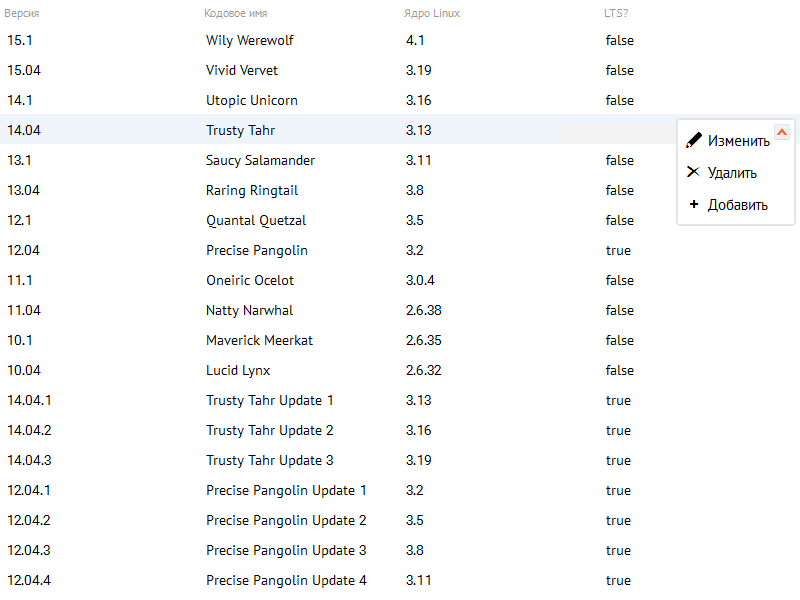 Версия Кодовое имя Ядро Linux LTS?
15.1 Wily Werewolf 4.1 false
15.04 Vivid Vervet 3.19 false
14.1 Utopic Unicorn 3.16 false
14.04 Trusty Tahr 3.13
Изменить
13.1 Saucy Salamander 3.11 false
Удалить
13.04 Raring Ringtail 3.8 false
Добавить
12.1 Quantal Quetzal 3.5 false
12.04 Precise Pangolin 3.2 true
11.1 Oneiric Ocelot 3.0.4 false
11.04 Natty Narwhal 2.6.38 false
10.1 Maverick Meerkat 2.6.35 false
10.04 Lucid Lynx 2.6.32 false
14.04.1 Trusty Tahr Update 1 3.13 true
14.04.2 Trusty Tahr Update 2 3.16 true
14.04.3 Trusty Tahr Update 3 3.19 true
12.04.1 Precise Pangolin Update 1 3.2 true
12.04.2 Precise Pangolin Update 2 3.5 true
12.04.3 Precise Pangolin Update 3 3.8 true
12.04.4 Precise Pangolin Update 4 3.11 true